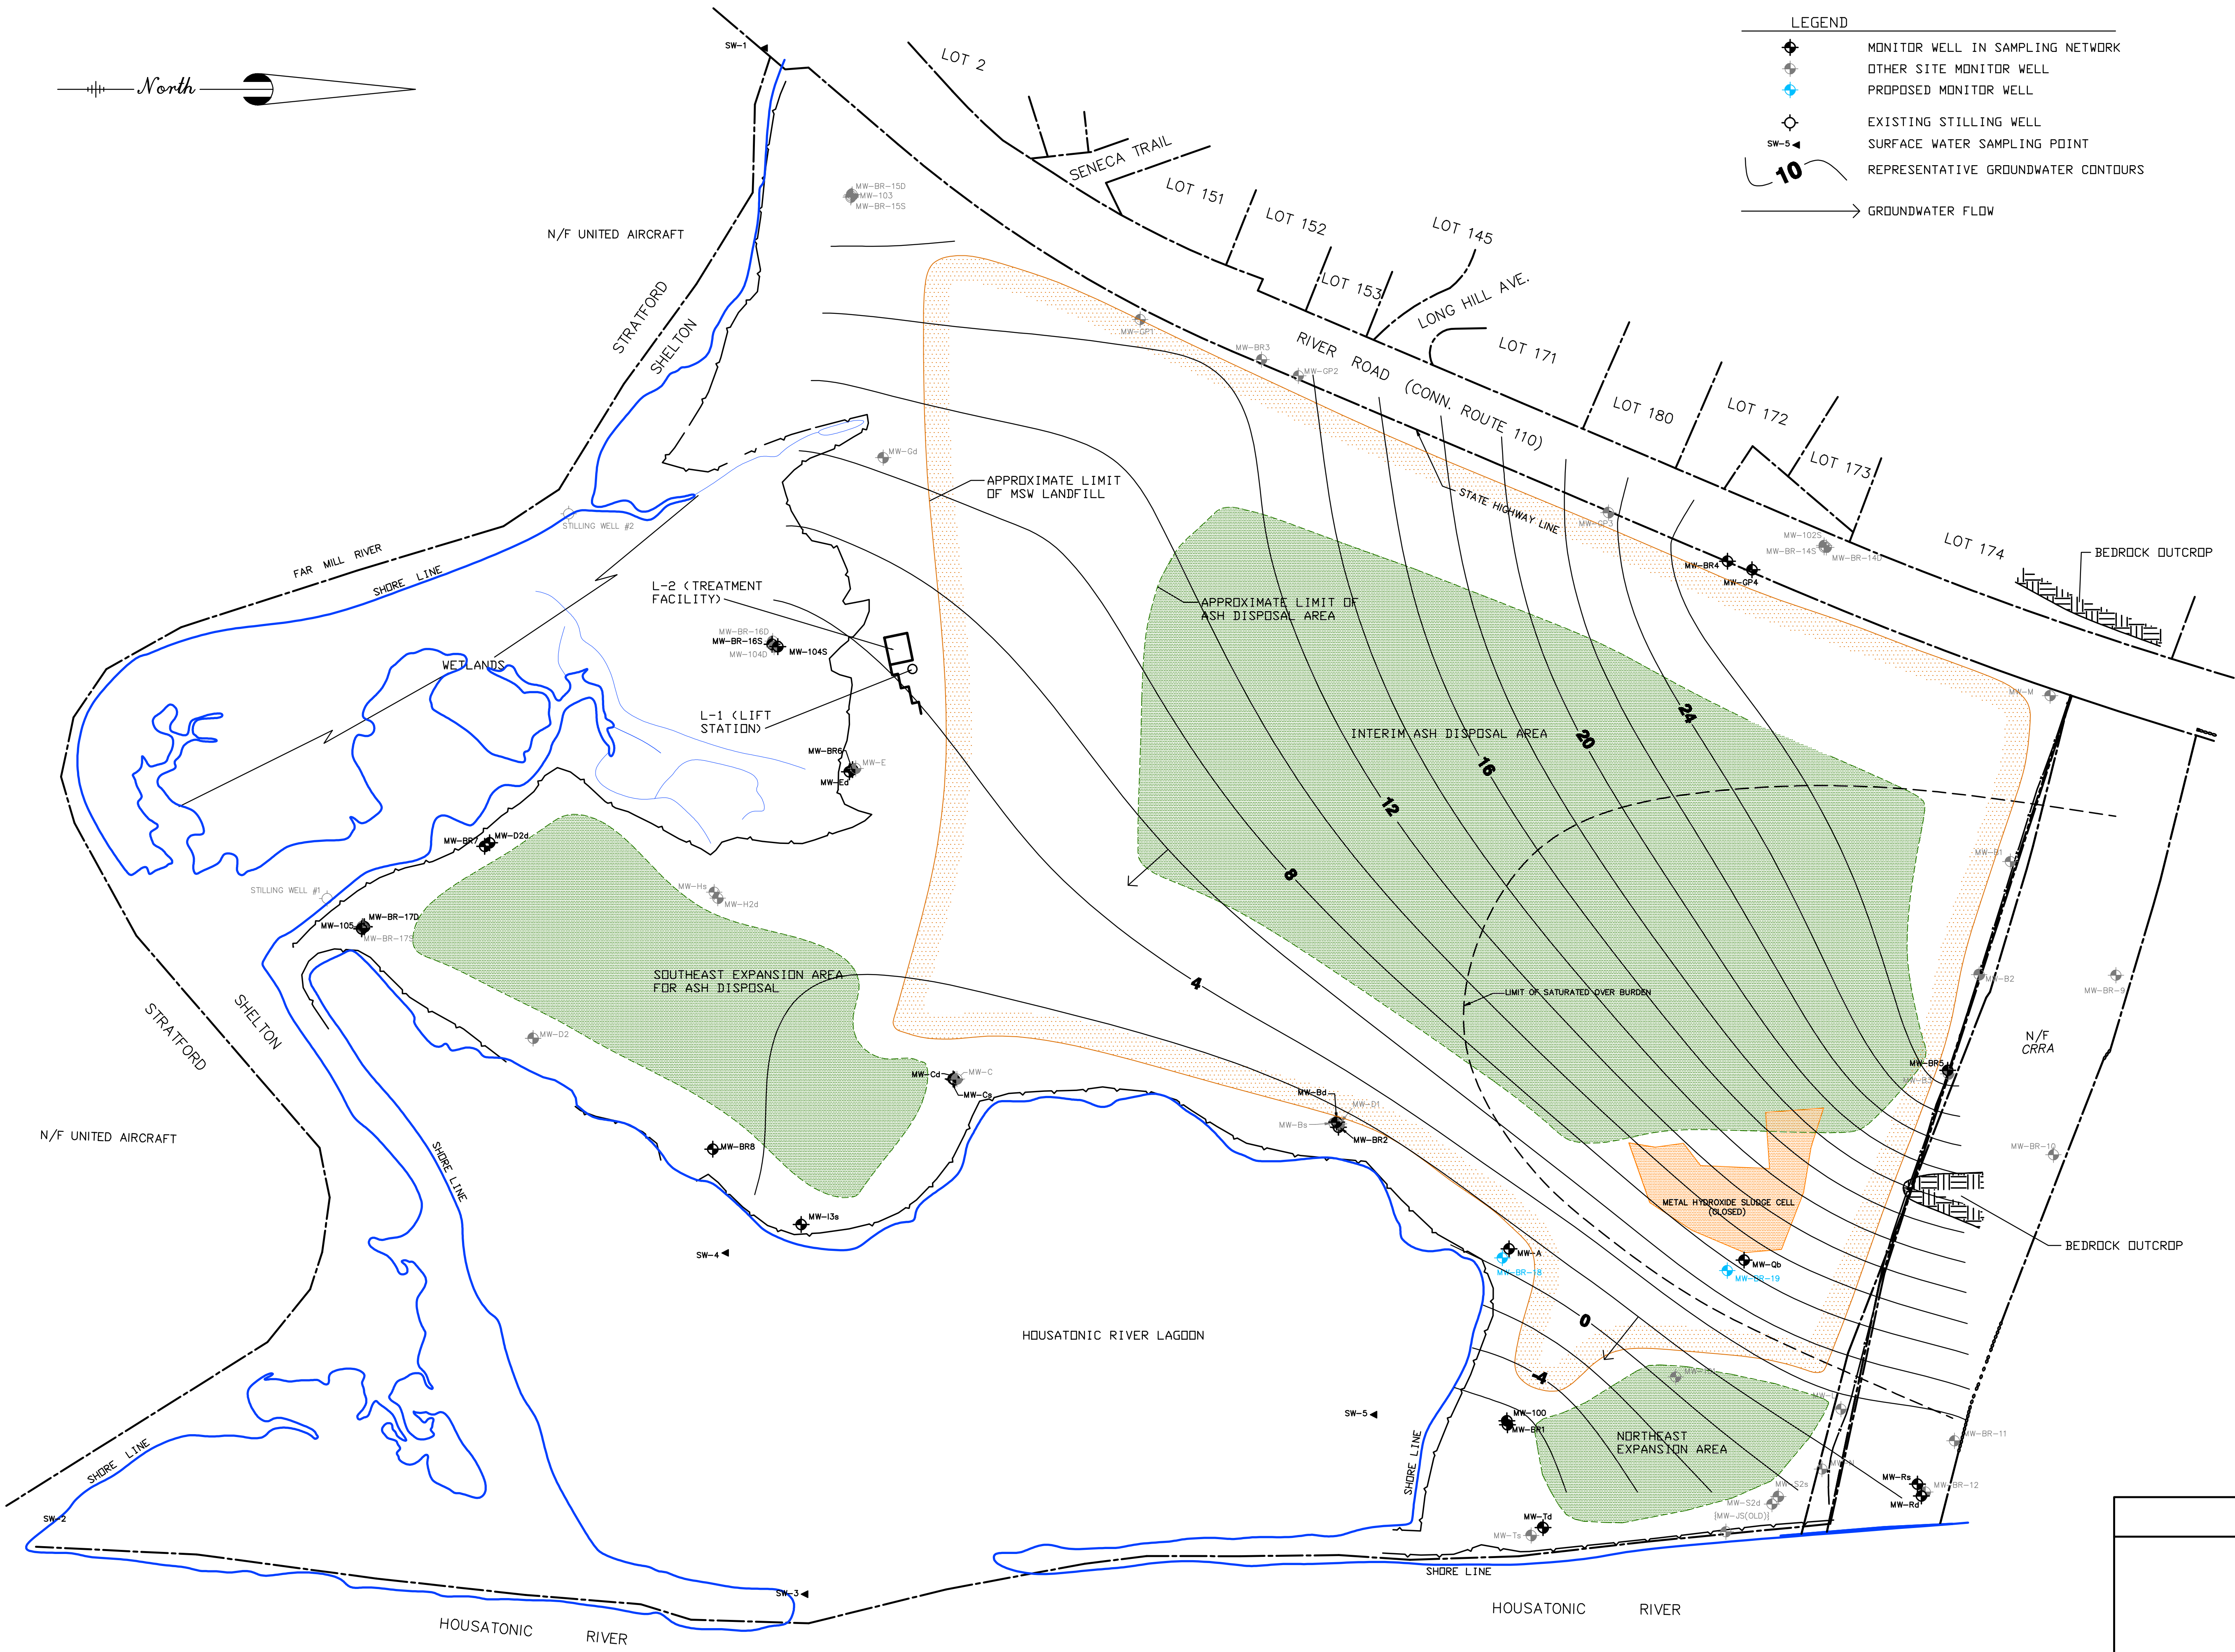 LEGEND
MONITOR WELL IN SAMPLING NETWORK
OTHER SITE MONITOR WELL
PROPOSED MONITOR WELL
EXISTING STILLING WELL
SW-5
SURFACE WATER SAMPLING POINT
10
REPRESENTATIVE GROUNDWATER CONTOURS
GROUNDWATER FLOW
North
SW-1
LOT 2
SENECA TRAIL
LOT 151
LOT 152
LOT 153
LOT 145
LONG HILL AVE.
LOT 171
LOT 180
LOT 172
LOT 173
LOT 174
BEDROCK OUTCROP
RIVER ROAD (CONN. ROUTE 110)
STATE HIGHWAY LINE
MW-BR-15D
MW-103
MW-BR-15S
N/F UNITED AIRCRAFT
STRATFORD
SHELTON
MW-GP1
MW-BR3
MW-GP2
MW-GP3
MW-BR4
MW-GP4
MW-102S
MW-BR-14S
MW-BR-14D
MW-Gd
APPROXIMATE LIMIT
OF MSW LANDFILL
STILLING WELL #2
FAR MILL RIVER
SHORE LINE
L-2 (TREATMENT
FACILITY)
APPROXIMATE LIMIT OF
ASH DISPOSAL AREA
MW-BR-16D
MW-BR-16S
MW-104D
MW-104S
WETLANDS
L-1 (LIFT
STATION)
MW-BR6
MW-E
MW-Ed
INTERIM ASH DISPOSAL AREA
24
20
16
12
8
4
0
-4
MW-M
MW-B1
MW-B2
MW-BR-9
MW-BR7
MW-D2d
STILLING WELL #1
MW-Hs
MW-H2d
MW-BR-17D
MW-105
MW-BR-17S
SOUTHEAST EXPANSION AREA
FOR ASH DISPOSAL
LIMIT OF SATURATED OVER BURDEN
N/F
CRRA
STRATFORD
SHELTON
MW-D2
MW-Cd
MW-C
MW-Cs
MW-Bd
MW-D1
MW-Bs
MW-BR2
MW-BR5
MW-B3
N/F UNITED AIRCRAFT
MW-BR8
MW-BR-10
SHORE LINE
METAL HYDROXIDE SLUDGE CELL
(CLOSED)
MW-I3s
SW-4
MW-A
MW-BR-18
MW-Qb
MW-BR-19
BEDROCK OUTCROP
HOUSATONIC RIVER LAGOON
SW-5
MW-100
MW-BR1
NORTHEAST
EXPANSION AREA
MW-BR-11
SHORE LINE
SHORE LINE
MW-S2s
MW-S2d
[MW-JS(OLD)]
MW-Rs
MW-BR-12
MW-Rd
MW-Td
MW-Ts
SW-2
SW-3
SHORE LINE
HOUSATONIC RIVER
HOUSATONIC RIVER